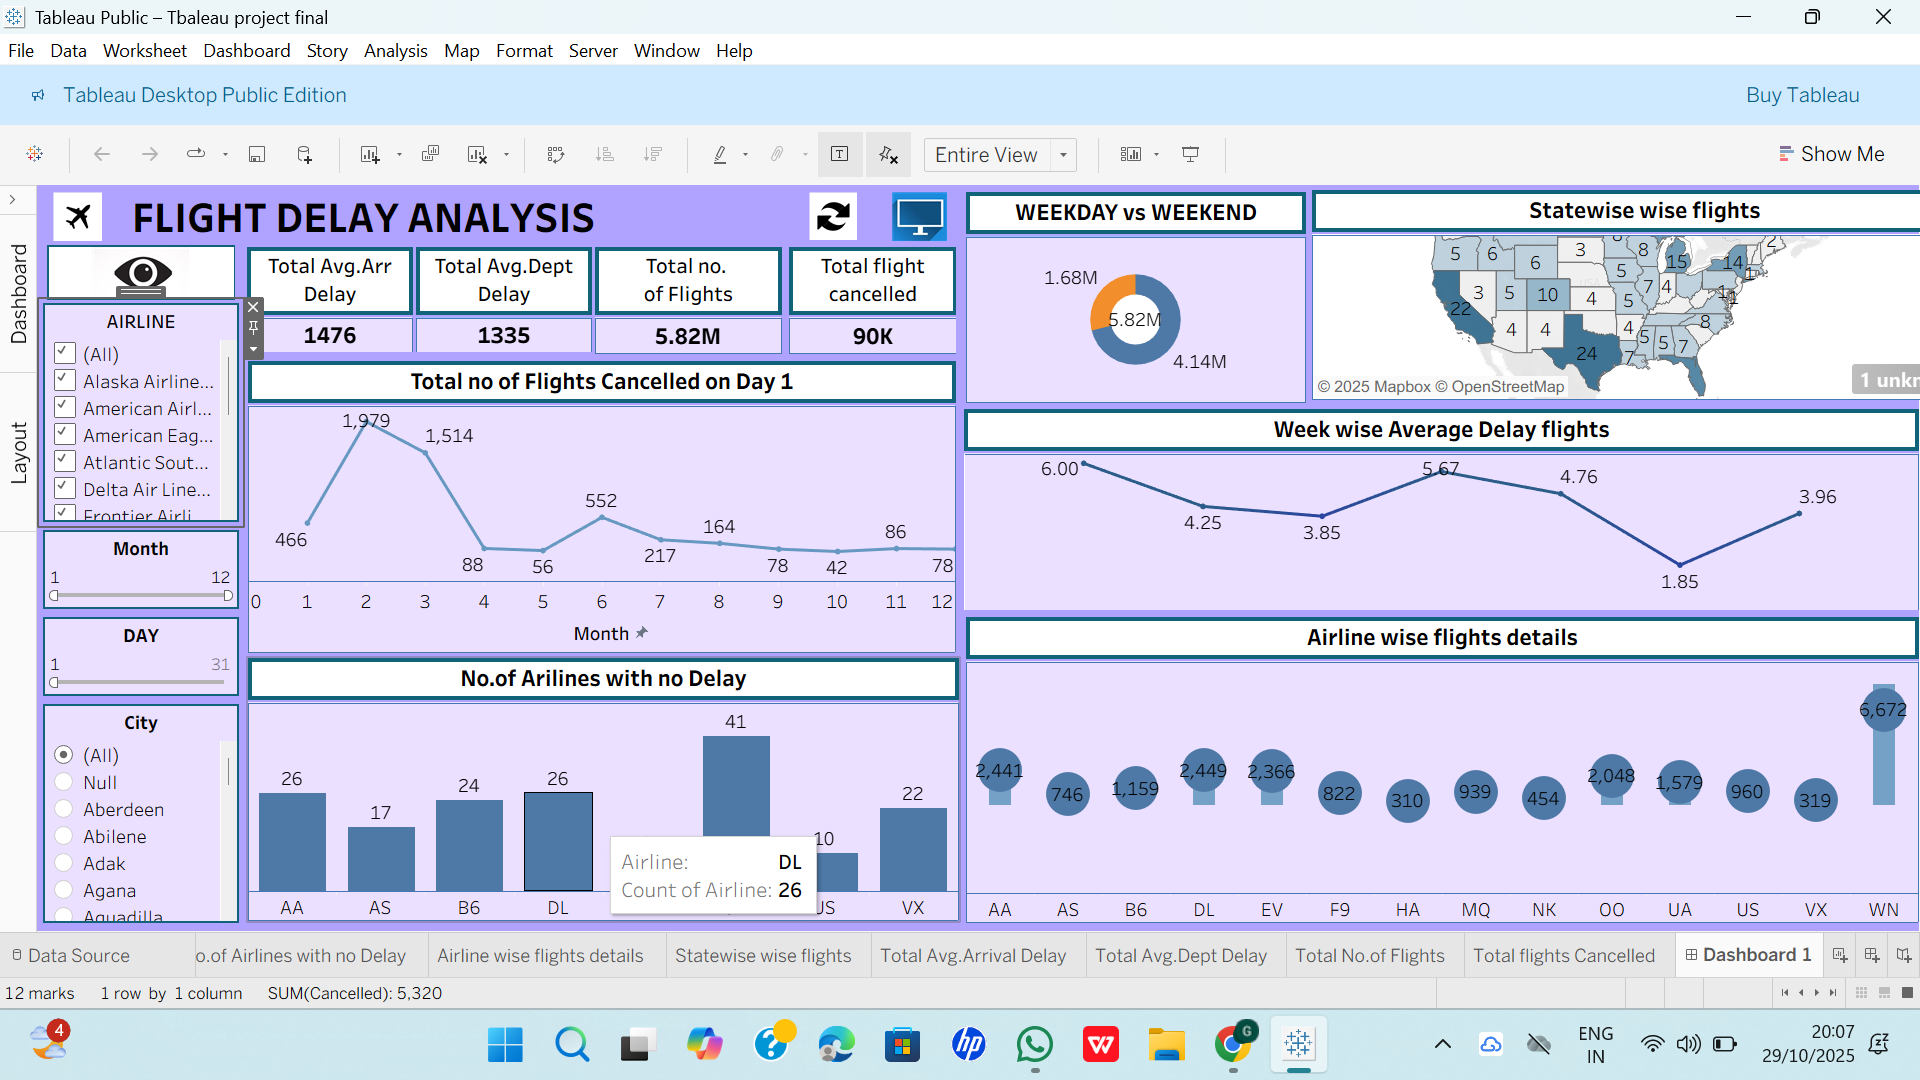 Tableau Public – Tbaleau project final
File Data Worksheet Dashboard Story Analysis Map Format Server Window Help
Tableau Desktop Public Edition
Buy Tableau
Entire View
Show Me
Dashboard
Layout
FLIGHT DELAY ANALYSIS
Total Avg.Arr
Delay
1476
Total Avg.Dept
Delay
1335
Total no.
of Flights
5.82M
Total flight
cancelled
90K
AIRLINE
(All)
Alaska Airline...
American Airl...
American Eag...
Atlantic Sout...
Delta Air Line...
Frontier Airli
Month
1 12
DAY
1 31
City
(All)
Null
Aberdeen
Abilene
Adak
Agana
Aguadilla
Total no of Flights Cancelled on Day 1
466 1,979 1,514 88 56 552 217 164 78 42 86 78
0 1 2 3 4 5 6 7 8 9 10 11 12
Month
No.of Arilines with no Delay
26 17 24 26 41 10 22
Airline: DL
Count of Airline: 26
AA AS B6 DL US VX
WEEKDAY vs WEEKEND
1.68M
5.82M
4.14M
Statewise wise flights
5 6 6 3 5 8 15 14 2
22 3 5 10 4 5 7 4
4 4 24 4 7 5 5 7 8
© 2025 Mapbox © OpenStreetMap
1 unkn
Week wise Average Delay flights
6.00 4.25 3.85 5.67 4.76 1.85 3.96
Airline wise flights details
2,441 746 1,159 2,449 2,366 822 310 939 454 2,048 1,579 960 319 6,672
AA AS B6 DL EV F9 HA MQ NK OO UA US VX WN
Data Source
o.of Airlines with no Delay
Airline wise flights details
Statewise wise flights
Total Avg.Arrival Delay
Total Avg.Dept Delay
Total No.of Flights
Total flights Cancelled
Dashboard 1
12 marks 1 row by 1 column SUM(Cancelled): 5,320
4
G
ENG
IN
20:07
29/10/2025